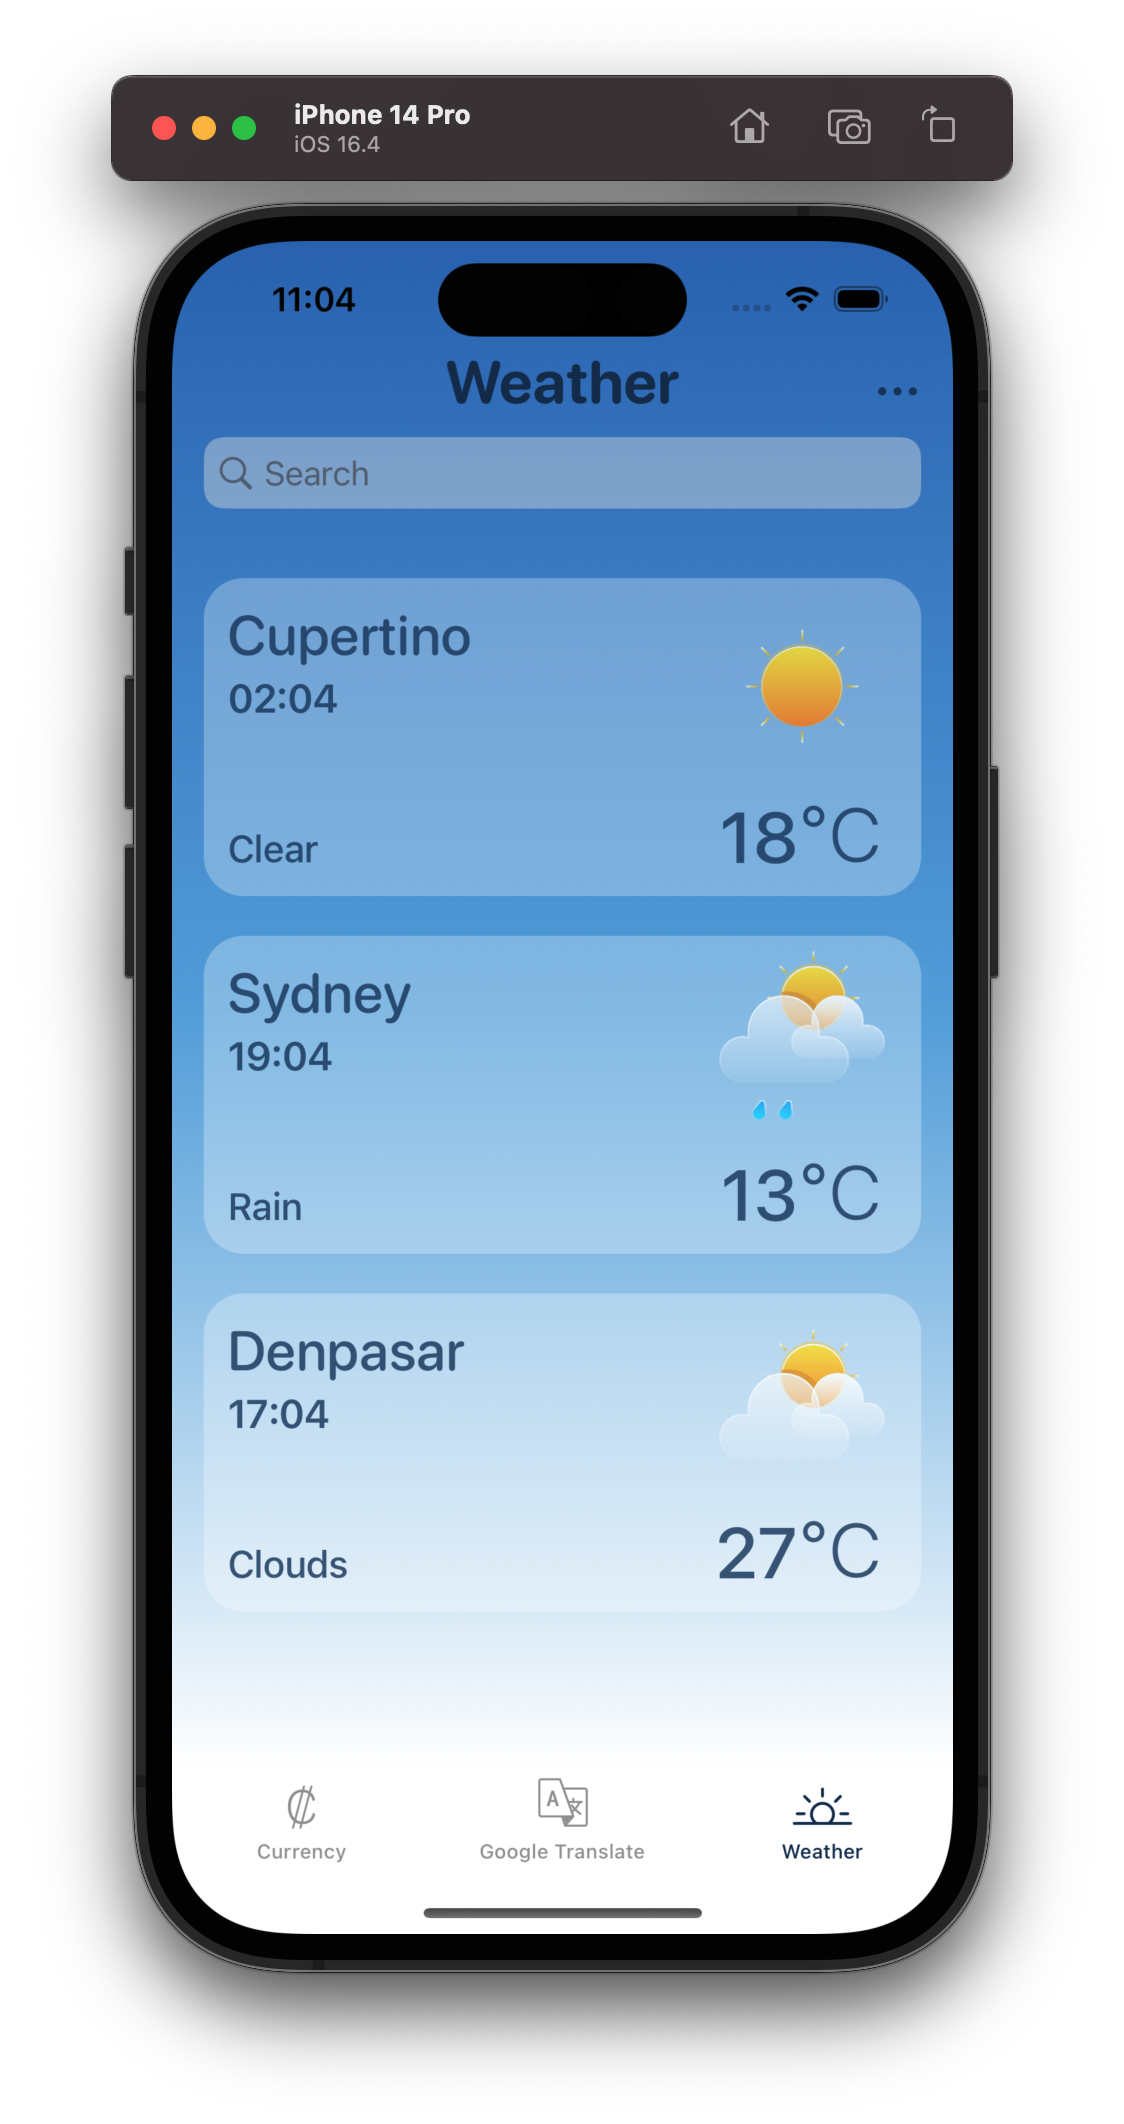 iPhone 14 Pro
iOS 16.4
11:04
Weather
Search
Cupertino
02:04
Clear
18°C
Sydney
19:04
Rain
13°C
Denpasar
17:04
Clouds
27°C
A 文
Currency
Google Translate
Weather